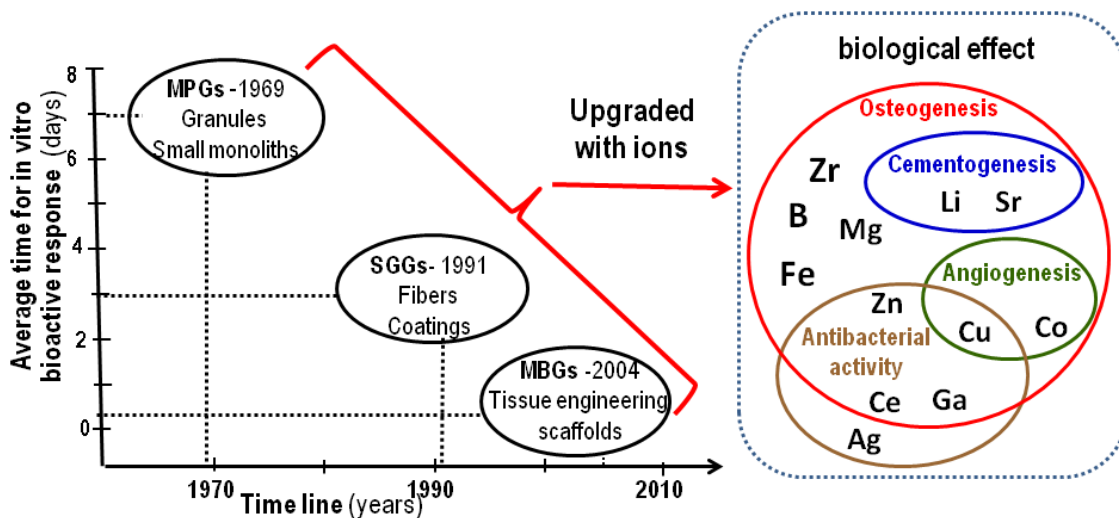 Average time for in vitro
bioactive response (days)
8
6
4
2
0
MPGs -1969
Granules
Small monoliths
SGGs- 1991
Fibers
Coatings
MBGs -2004
Tissue engineering
scaffolds
1970
1990
2010
Time line (years)
Upgraded
with ions
biological effect
Osteogenesis
Cementogenesis
Li Sr
Zr
B
Mg
Fe
Angiogenesis
Zn
Cu
Co
Antibacterial
activity
Ce
Ga
Ag